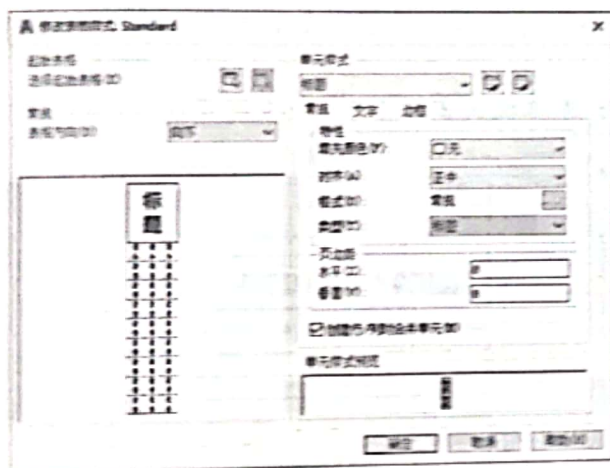 修改表格样式: Standard
起始表格
选择起始表格(E)
常规
表格方向(D)
向下
标
题
单元样式
标题
常规 文字 边框
特性
填充颜色(F):
口无
对齐(A)
正中
格式(O):
常规
类型(T):
标签
页边距
水平(Z):
垂直(V)
创建行/列时合并单元(M)
单元样式预览
确定 取消 帮助(H)